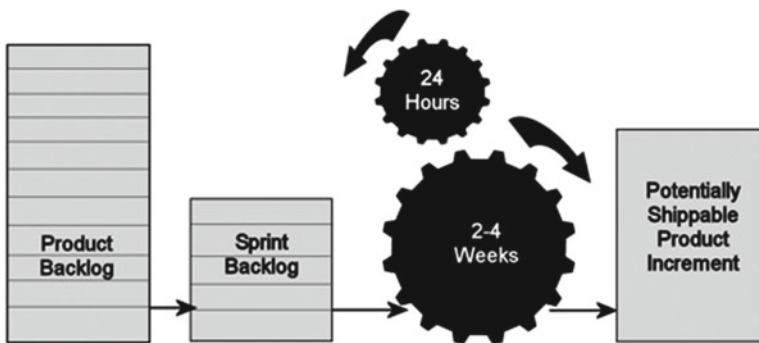 Product
Backlog
Sprint
Backlog
24
Hours
2-4
Weeks
Potentially
Shippable
Product
Increment